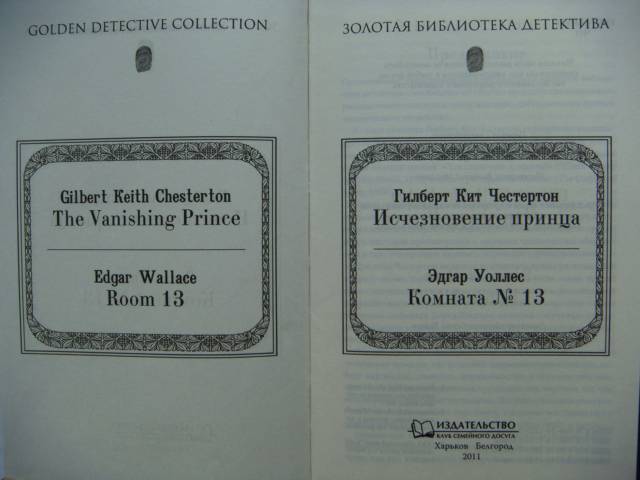 GOLDEN DETECTIVE COLLECTION
Gilbert Keith Chesterton
The Vanishing Prince
Edgar Wallace
Room 13
ЗОЛОТАЯ БИБЛИОТЕКА ДЕТЕКТИВА
Гилберт Кит Честертон
Исчезновение принца
Эдгар Уоллес
Комната № 13
ИЗДАТЕЛЬСТВО
КЛУБ СЕМЕЙНОГО ДОСУГА
Харьков Белгород
2011